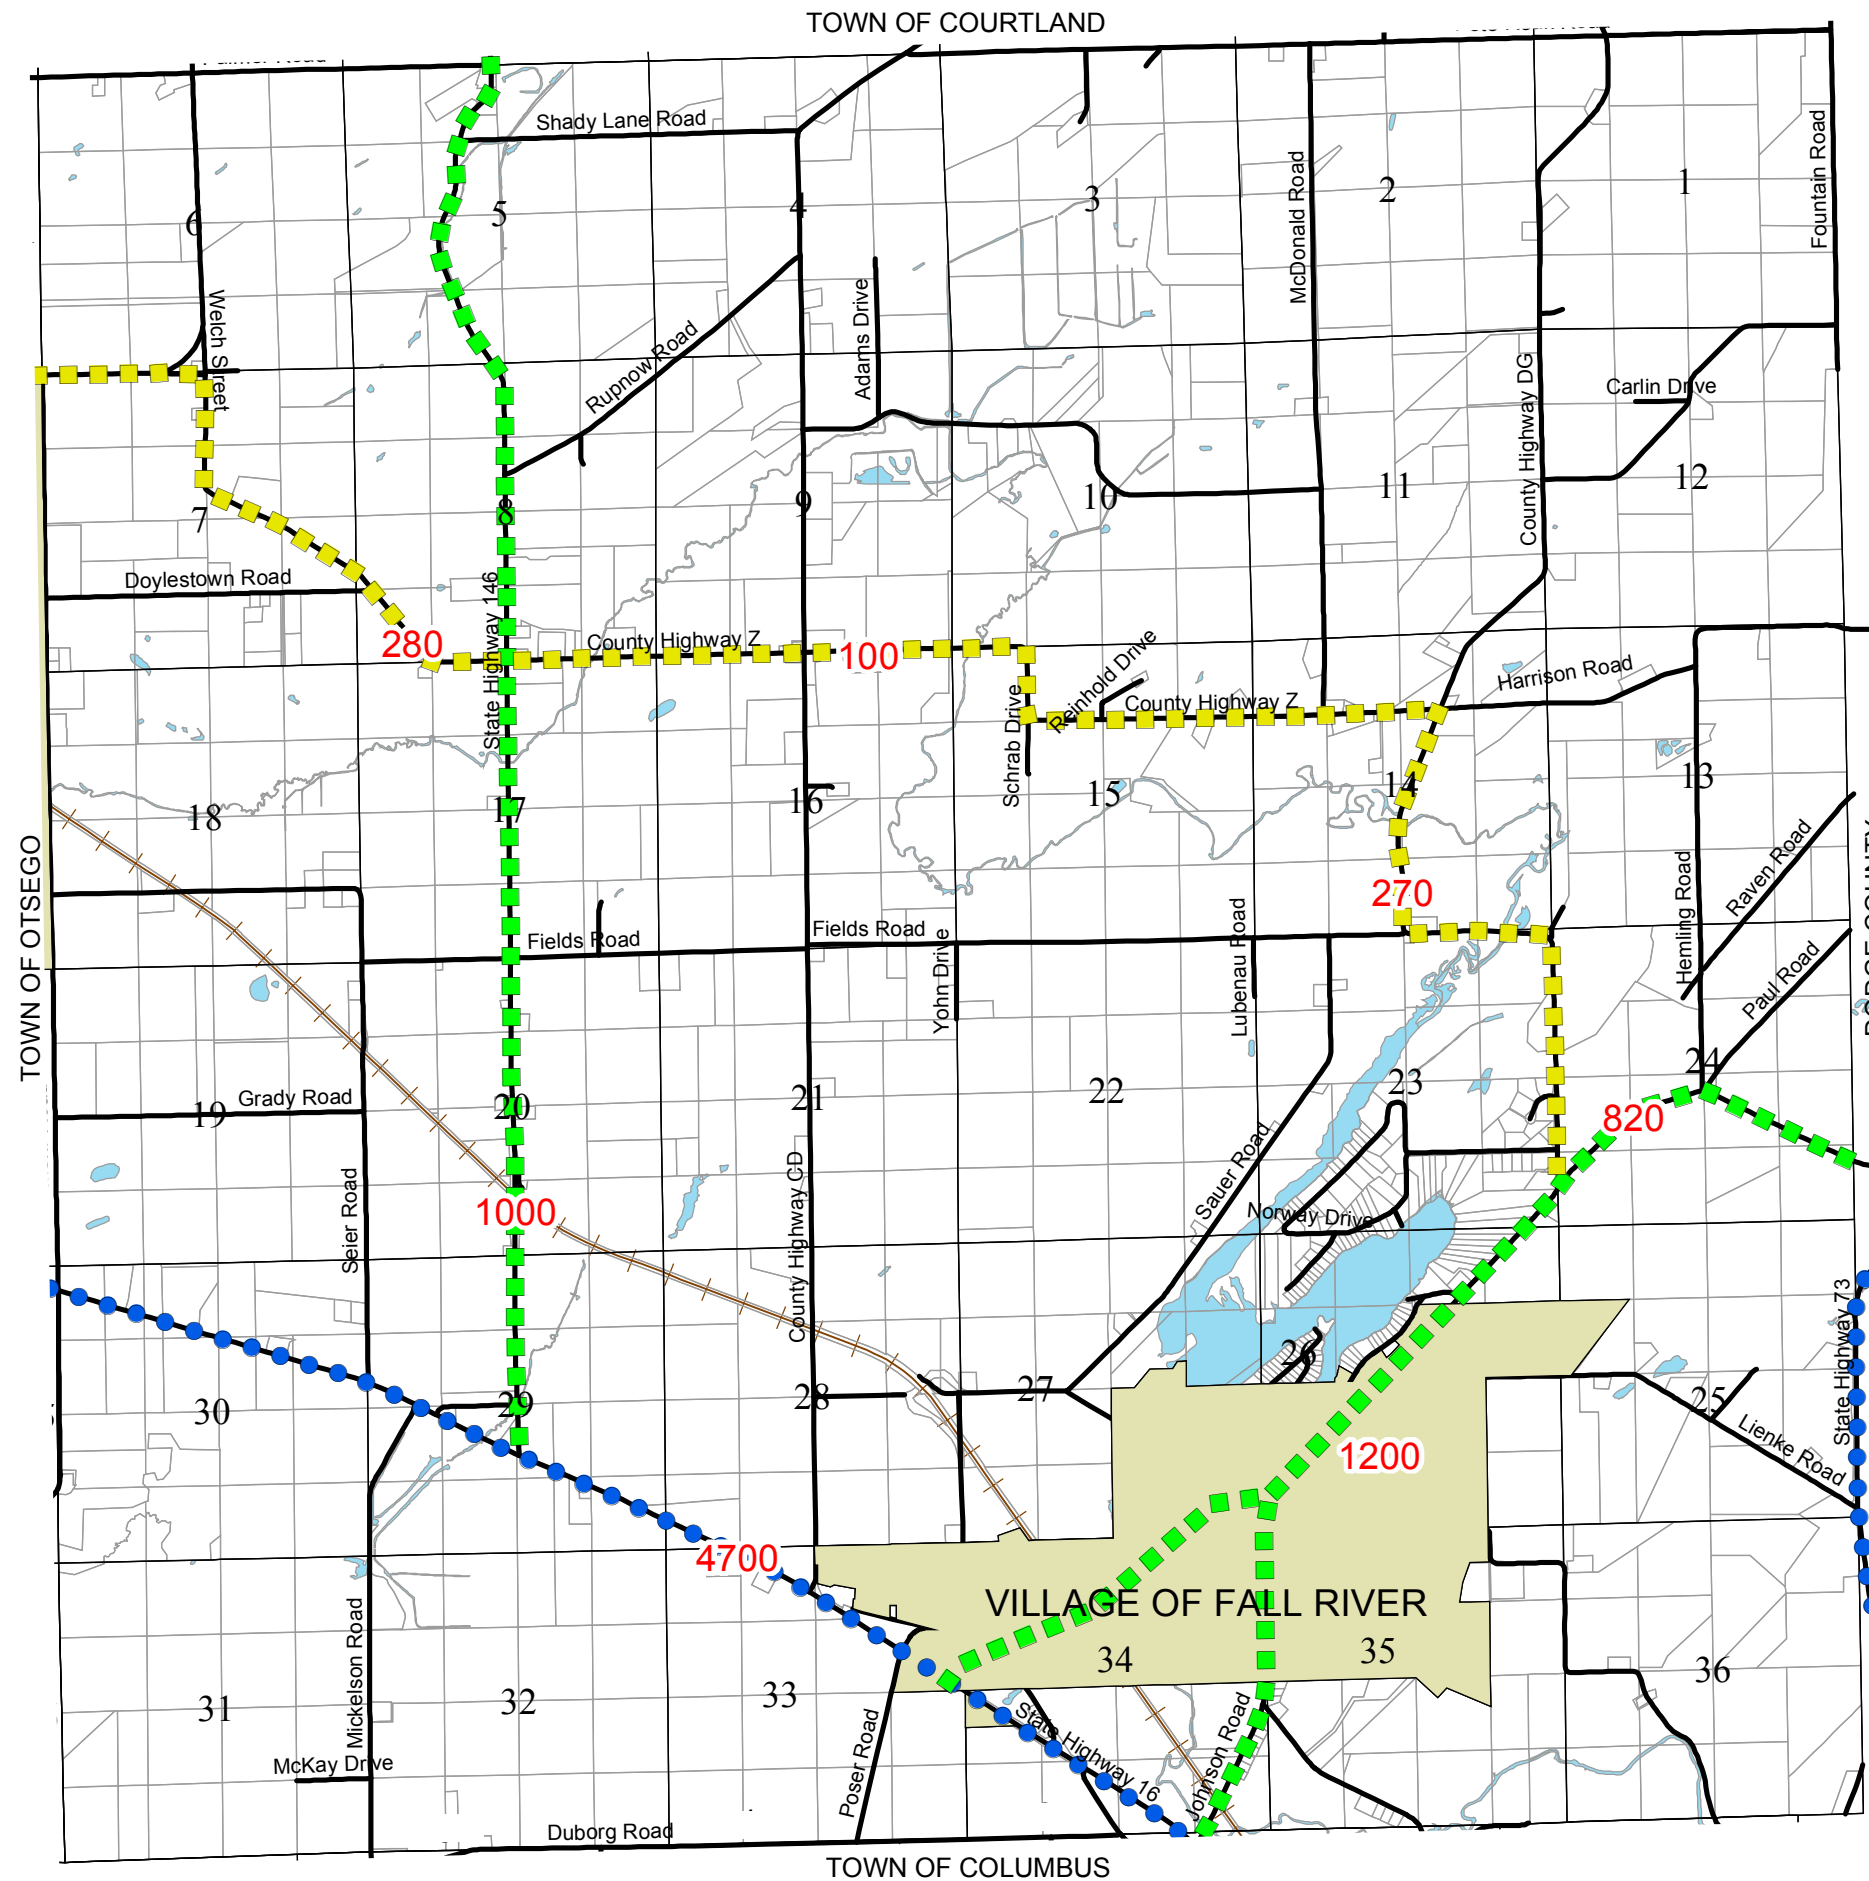 TOWN OF COURTLAND
Shady Lane Road
Fountain Road
McDonald Road
6
5
4
3
2
1
Welch Street
Rupnow Road
Adams Drive
County Highway DG
Carlin Drive
7
8
9
10
11
12
Doylestown Road
State Highway 146
280
County Highway Z
100
Reinhold Drive
Schrab Drive
County Highway Z
Harrison Road
18
17
16
15
14
13
TOWN OF OTSEGO
270
Hemling Road
Raven Road
Fields Road
Fields Road
Yohn Drive
Lubenau Road
Paul Road
19
Grady Road
20
21
22
23
24
820
Seier Road
1000
County Highway CD
Sauer Road
Norway Drive
State Highway 73
30
29
28
27
26
25
Lienke Road
1200
4700
VILLAGE OF FALL RIVER
31
32
33
34
35
36
Mickelson Road
McKay Drive
Poser Road
State Highway 16
Johnson Road
Duborg Road
TOWN OF COLUMBUS